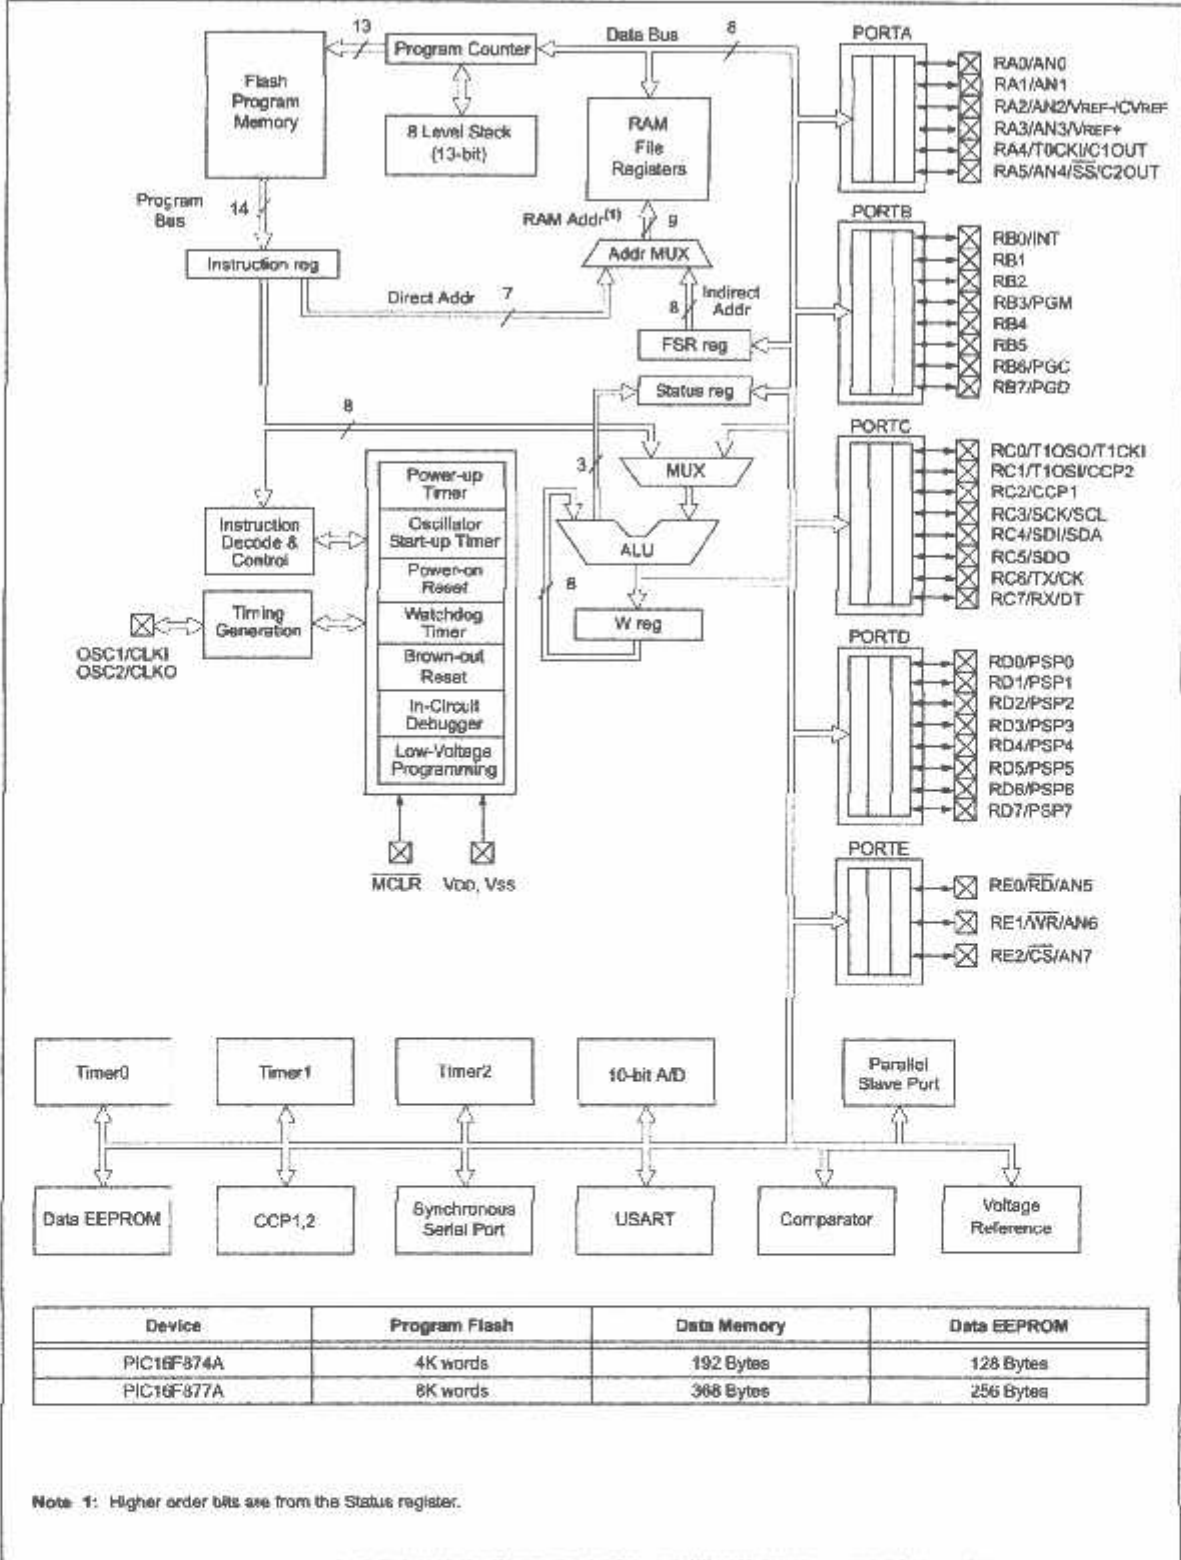 13
Program Counter
Data Bus
8
PORTA
Flash
Program
Memory
8 Level Stack
(13-bit)
RAM
File
Registers
RA0/AN0
RA1/AN1
RA2/AN2/VREF-/CVREF
RA3/AN3/VREF+
RA4/T0CKI/C1OUT
RA5/AN4/SS/C2OUT
Program
Bus
14
RAM Addr(1)
9
PORTB
Instruction reg
Addr MUX
Direct Addr
7
8
Indirect
Addr
FSR reg
Status reg
RB0/INT
RB1
RB2
RB3/PGM
RB4
RB5
RB6/PGC
RB7/PGD
8
3
MUX
PORTC
Power-up
Timer
Oscillator
Start-up Timer
Power-on
Reset
Watchdog
Timer
Brown-out
Reset
In-Circuit
Debugger
Low-Voltage
Programming
Instruction
Decode &
Control
Timing
Generation
OSC1/CLKI
OSC2/CLKO
ALU
8
W reg
RC0/T1OSO/T1CKI
RC1/T1OSI/CCP2
RC2/CCP1
RC3/SCK/SCL
RC4/SDI/SDA
RC5/SDO
RC6/TX/CK
RC7/RX/DT
PORTD
RD0/PSP0
RD1/PSP1
RD2/PSP2
RD3/PSP3
RD4/PSP4
RD5/PSP5
RD6/PSP6
RD7/PSP7
MCLR
VDD, VSS
PORTE
RE0/RD/AN5
RE1/WR/AN6
RE2/CS/AN7
Timer0
Timer1
Timer2
10-bit A/D
Parallel
Slave Port
Data EEPROM
CCP1,2
Synchronous
Serial Port
USART
Comparator
Voltage
Reference
Device Program Flash Data Memory Data EEPROM
PIC16F874A 4K words 192 Bytes 128 Bytes
PIC16F877A 8K words 368 Bytes 256 Bytes
Note 1: Higher order bits are from the Status register.